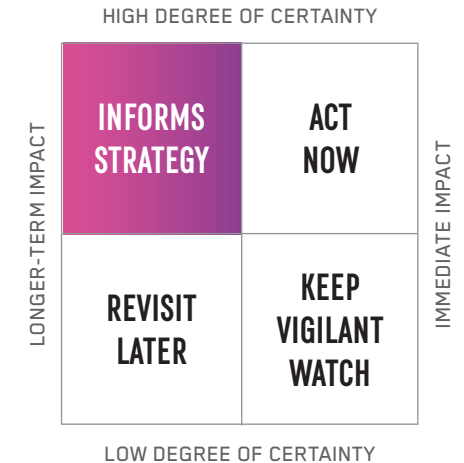 HIGH DEGREE OF CERTAINTY
LONGER-TERM IMPACT
INFORMS
STRATEGY
ACT
NOW
IMMEDIATE IMPACT
REVISIT
LATER
KEEP
VIGILANT
WATCH
LOW DEGREE OF CERTAINTY